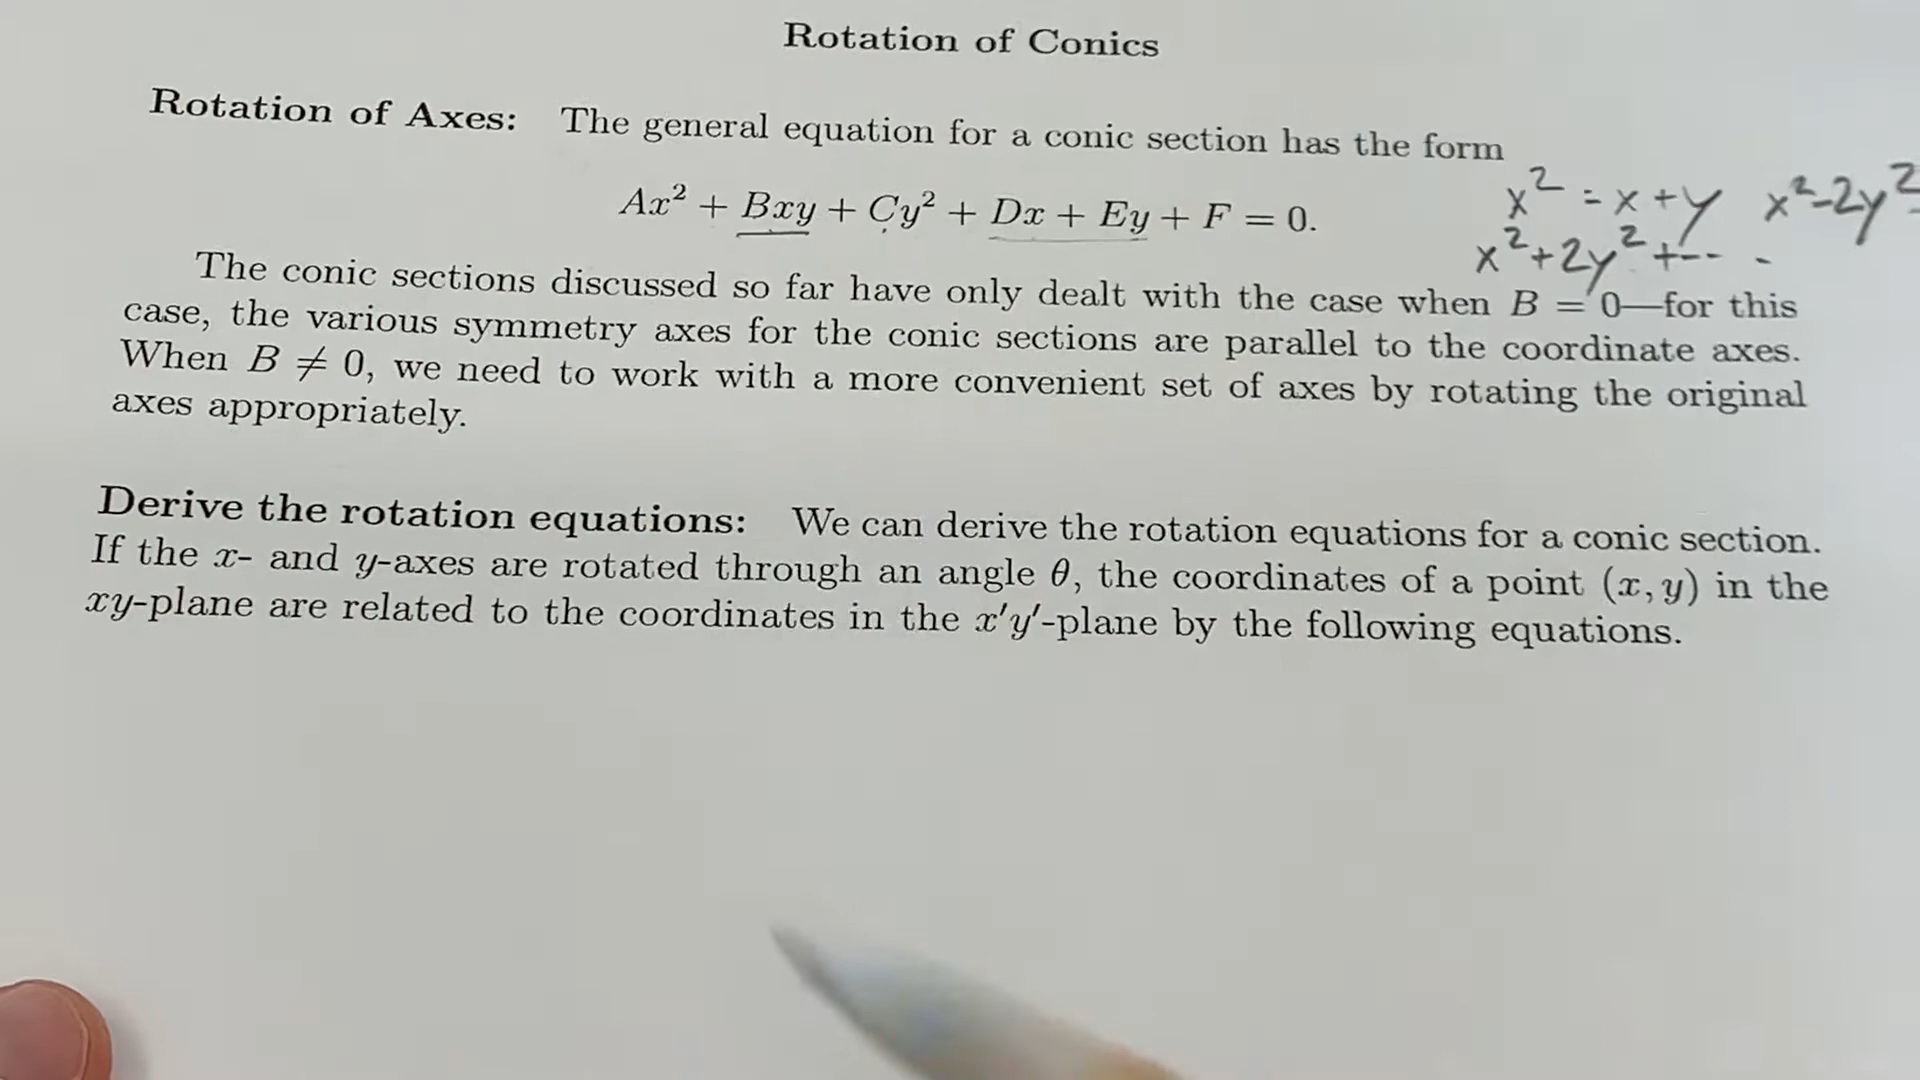 Rotation of Conics
Rotation of Axes: The general equation for a conic section has the form
Ax² + Bxy + Cy² + Dx + Ey + F = 0.
x² = x + y x² - 2y²
x² + 2y² + -- -
The conic sections discussed so far have only dealt with the case when B = 0—for this
case, the various symmetry axes for the conic sections are parallel to the coordinate axes.
When B ≠ 0, we need to work with a more convenient set of axes by rotating the original
axes appropriately.
Derive the rotation equations: We can derive the rotation equations for a conic section.
If the x- and y-axes are rotated through an angle θ, the coordinates of a point (x, y) in the
xy-plane are related to the coordinates in the x′y′-plane by the following equations.